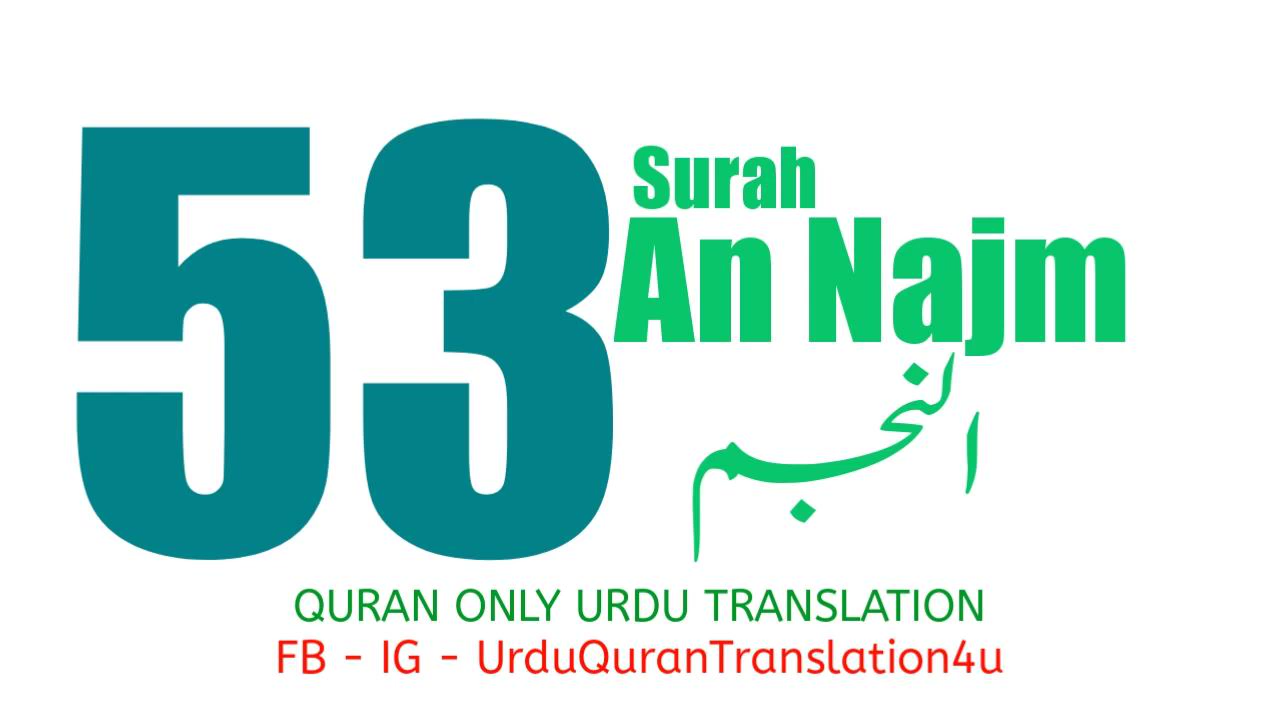 53
Surah
An Najm
النجم
QURAN ONLY URDU TRANSLATION
FB - IG - UrduQuranTranslation4u